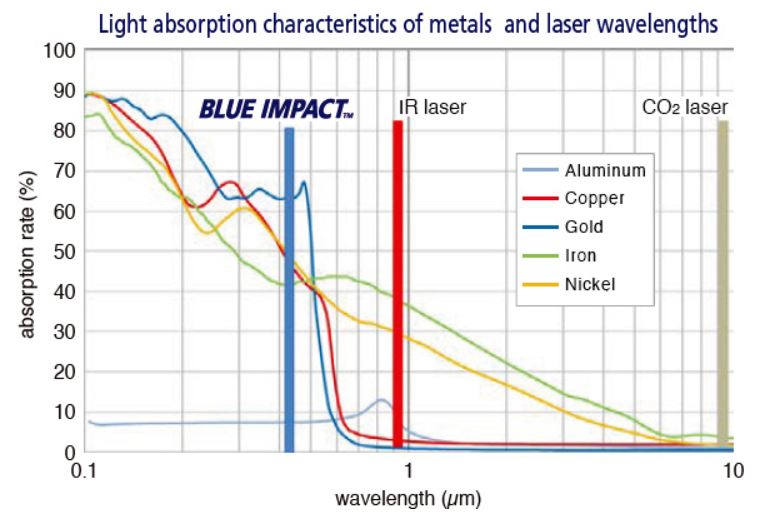 Light absorption characteristics of metals and laser wavelengths
100
90
80
70
60
50
40
30
20
10
0
absorption rate (%)
BLUE IMPACT™
IR laser
CO₂ laser
Aluminum
Copper
Gold
Iron
Nickel
0.1
1
10
wavelength (μm)